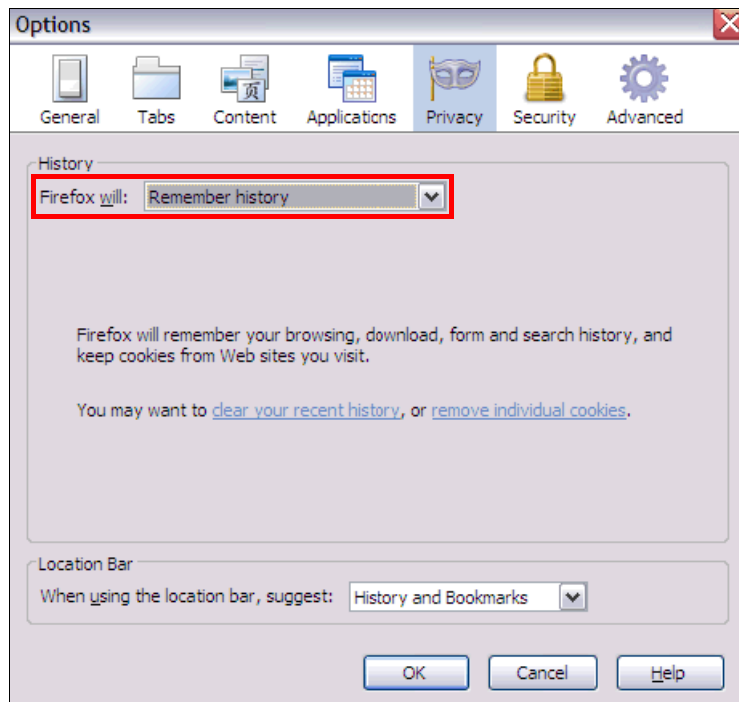 Options
General Tabs Content Applications Privacy Security Advanced
页
History
Firefox will: Remember history
Firefox will remember your browsing, download, form and search history, and
keep cookies from Web sites you visit.
You may want to clear your recent history, or remove individual cookies.
Location Bar
When using the location bar, suggest: History and Bookmarks
OK Cancel Help